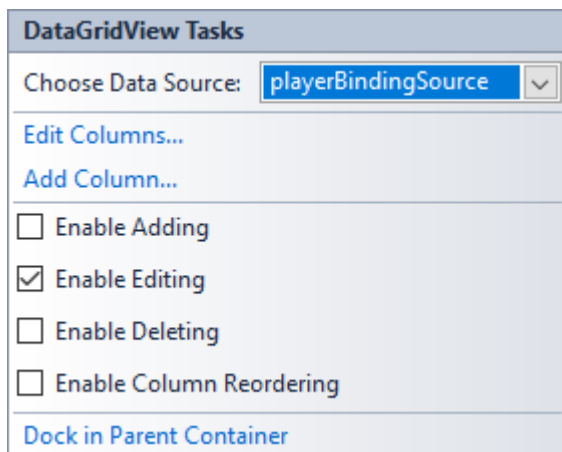 DataGridView Tasks
Choose Data Source: playerBindingSource
Edit Columns...
Add Column...
Enable Adding
Enable Editing
Enable Deleting
Enable Column Reordering
Dock in Parent Container